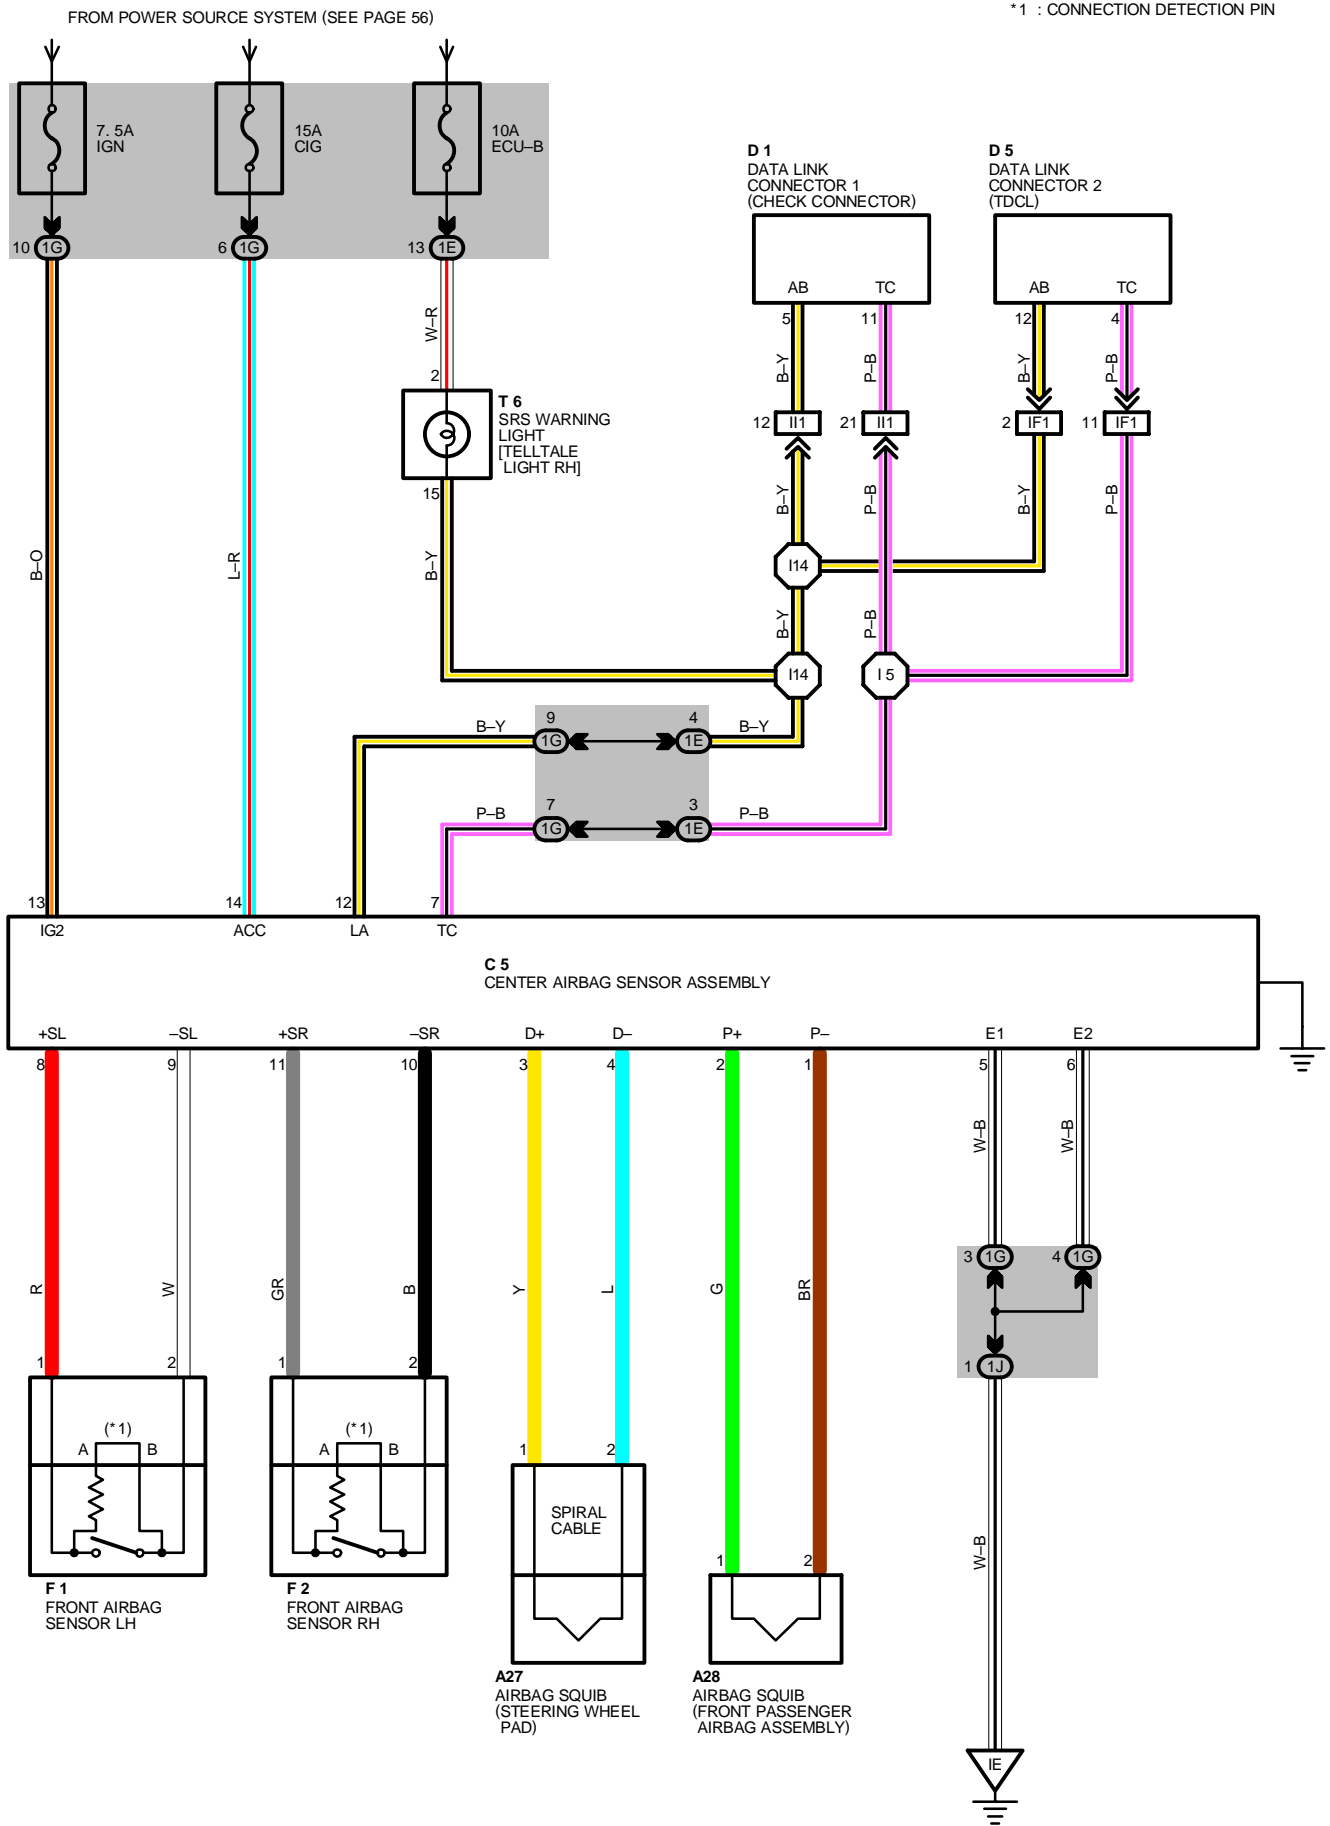 FROM POWER SOURCE SYSTEM (SEE PAGE 56)
*1 : CONNECTION DETECTION PIN
7. 5A
IGN
15A
CIG
10A
ECU–B
10 1G
6 1G
13 1E
D 1
DATA LINK
CONNECTOR 1
(CHECK CONNECTOR)
D 5
DATA LINK
CONNECTOR 2
(TDCL)
AB TC
AB TC
5 11
12 4
W–R
B–Y
P–B
B–Y
P–B
2
T 6
SRS WARNING
LIGHT
[TELLTALE
LIGHT RH]
15
12 II1
21 II1
2 IF1
11 IF1
B–Y
P–B
B–Y
P–B
B–O
L–R
B–Y
I14
B–Y
P–B
I14
I 5
B–Y
9
1G
4
1E
B–Y
P–B
7
1G
3
1E
P–B
13 14 12 7
IG2 ACC LA TC
C 5
CENTER AIRBAG SENSOR ASSEMBLY
+SL –SL +SR –SR D+ D– P+ P– E1 E2
8 9 11 10 3 4 2 1 5 6
W–B
W–B
R W GR B Y L G BR
3 1G
4 1G
1 1J
1 2
1 2
(*1)
A B
(*1)
A B
1 2
SPIRAL
CABLE
1 2
W–B
F 1
FRONT AIRBAG
SENSOR LH
F 2
FRONT AIRBAG
SENSOR RH
A27
AIRBAG SQUIB
(STEERING WHEEL
PAD)
A28
AIRBAG SQUIB
(FRONT PASSENGER
AIRBAG ASSEMBLY)
IE